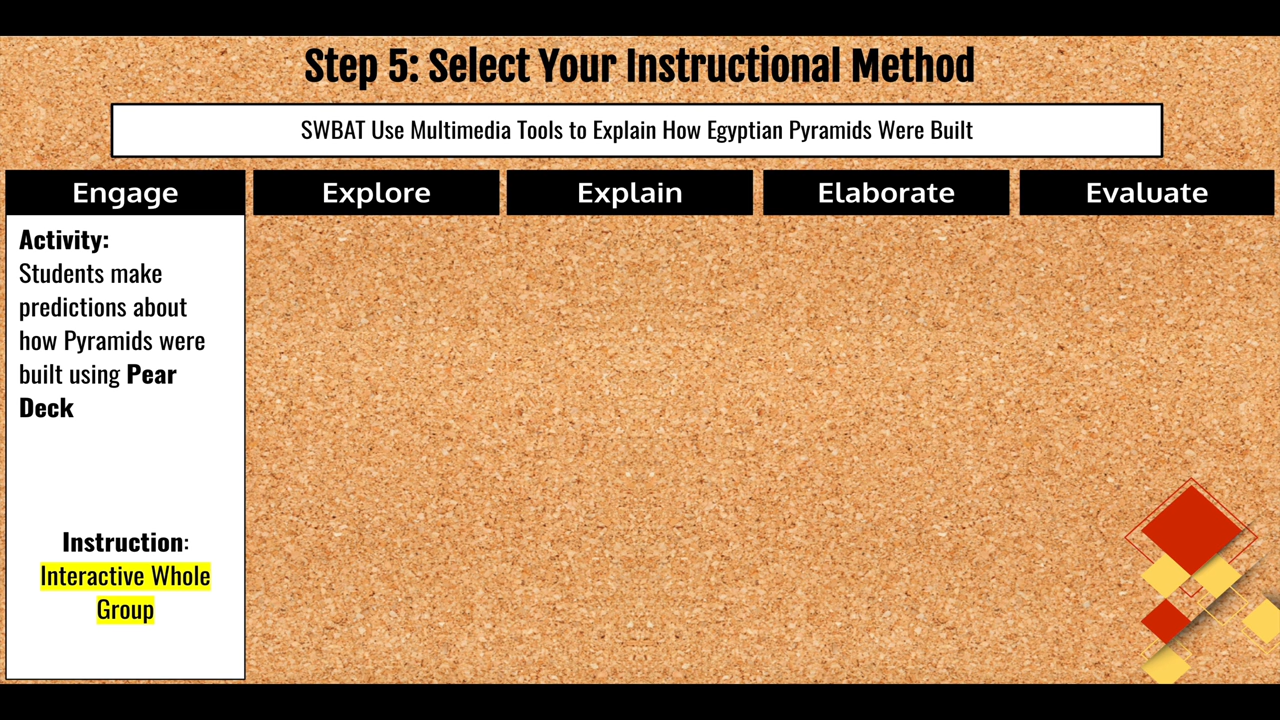 Step 5: Select Your Instructional Method
SWBAT Use Multimedia Tools to Explain How Egyptian Pyramids Were Built
Engage
Explore
Explain
Elaborate
Evaluate
Activity:
Students make
predictions about
how Pyramids were
built using Pear
Deck
Instruction:
Interactive Whole
Group